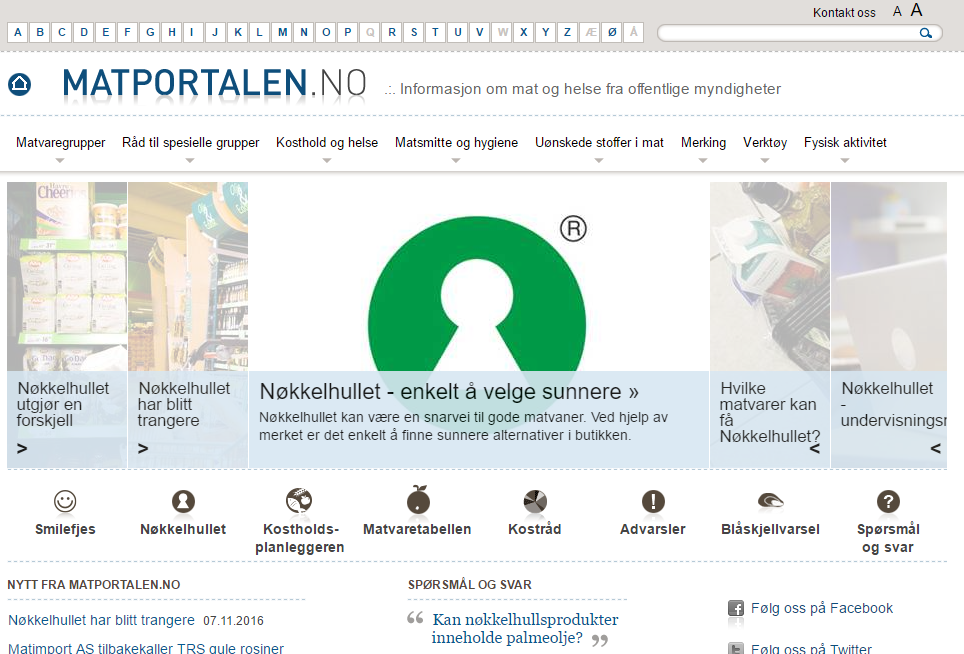 Kontakt oss A A
A B C D E F G H I J K L M N O P Q R S T U V W X Y Z Æ Ø Å
MATPORTALEN.NO .:. Informasjon om mat og helse fra offentlige myndigheter
Matvaregrupper Råd til spesielle grupper Kosthold og helse Matsmitte og hygiene Uønskede stoffer i mat Merking Verktøy Fysisk aktivitet
Cheerios
®
Nøkkelhullet
utgjør en
forskjell
>
Nøkkelhullet
har blitt
trangere
>
Nøkkelhullet - enkelt å velge sunnere »
Nøkkelhullet kan være en snarvei til gode matvaner. Ved hjelp av
merket er det enkelt å finne sunnere alternativer i butikken.
Hvilke
matvarer kan
få
Nøkkelhullet?
<
Nøkkelhullet
-
undervisningsr
<
Smilefjes
Nøkkelhullet
Kostholds-
planleggeren
Matvaretabellen
Kostråd
Advarsler
Blåskjellvarsel
Spørsmål
og svar
NYTT FRA MATPORTALEN.NO
Nøkkelhullet har blitt trangere 07.11.2016
Matimport AS tilbakekaller TRS gule rosiner
SPØRSMÅL OG SVAR
“ Kan nøkkelhullsprodukter
inneholde palmeolje? ”
Følg oss på Facebook
Følg oss på Twitter